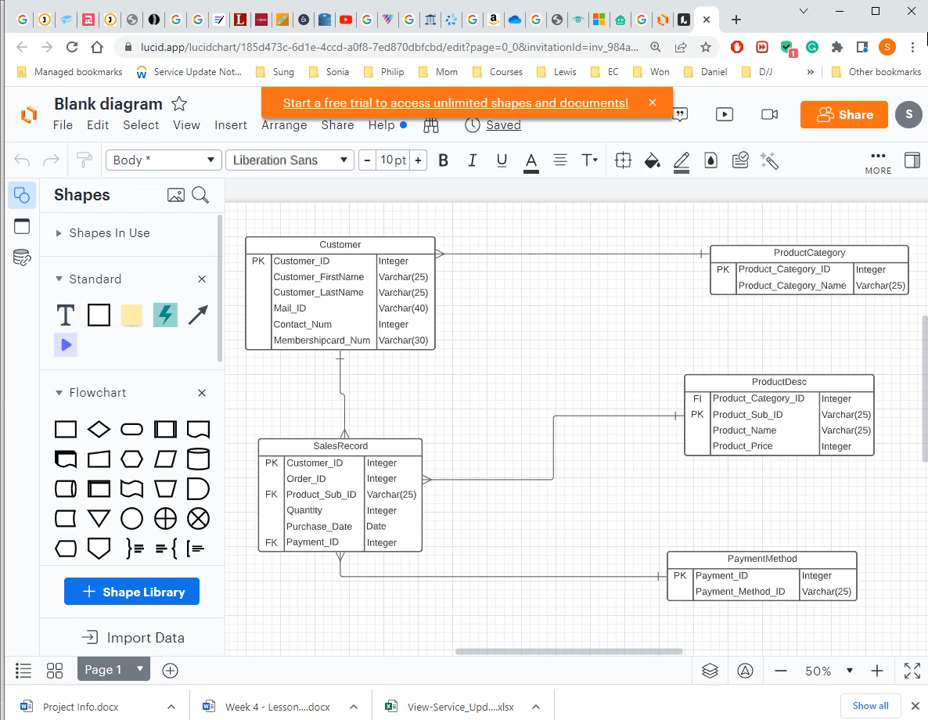 lucid.app/lucidchart/185d473c-6d1e-4ccd-a0f8-7ed870dbfcbd/edit?page=0_0&invitationId=inv_984a...
S
Managed bookmarks
Service Update Not...
Sung
Sonia
Philip
Mom
Courses
Lewis
EC
Won
Daniel
D/J
»
Other bookmarks
Blank diagram
Start a free trial to access unlimited shapes and documents!
File
Edit
Select
View
Insert
Arrange
Share
Help
Saved
Share
S
Body *
Liberation Sans
− 10 pt +
B
I
U
A
T
MORE
Shapes
Shapes In Use
Standard
T
Flowchart
+ Shape Library
Import Data
Customer
PK Customer_ID Integer
Customer_FirstName Varchar(25)
Customer_LastName Varchar(25)
Mail_ID Varchar(40)
Contact_Num Integer
Membershipcard_Num Varchar(30)
ProductCategory
PK Product_Category_ID Integer
Product_Category_Name Varchar(25)
ProductDesc
FI Product_Category_ID Integer
PK Product_Sub_ID Varchar(25)
Product_Name Varchar(25)
Product_Price Integer
SalesRecord
PK Customer_ID Integer
Order_ID Integer
FK Product_Sub_ID Varchar(25)
Quantity Integer
Purchase_Date Date
FK Payment_ID Integer
PaymentMethod
PK Payment_ID Integer
Payment_Method_ID Varchar(25)
Page 1
50%
Project Info.docx
Week 4 - Lesson....docx
View-Service_Upd....xlsx
Show all